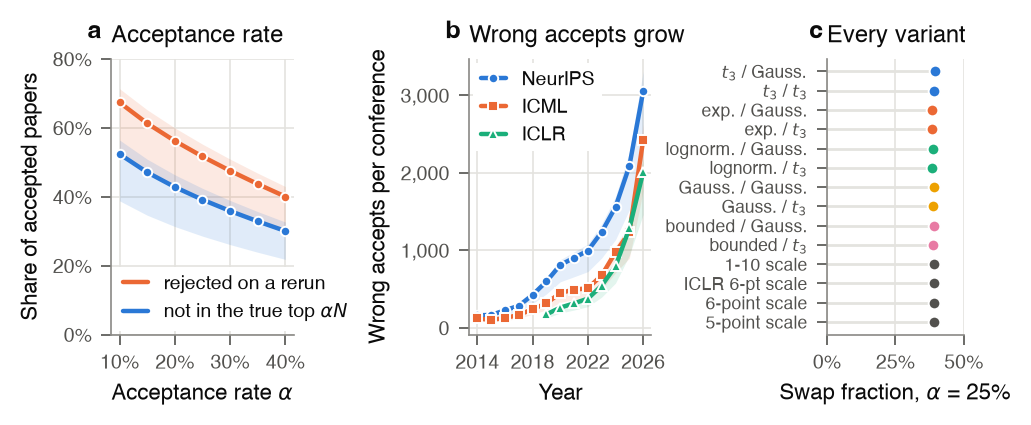 a Acceptance rate
Share of accepted papers
80%
60%
40%
20%
0%
rejected on a rerun
not in the true top αN
10% 20% 30% 40%
Acceptance rate α
b Wrong accepts grow
Wrong accepts per conference
3,000
2,000
1,000
0
NeurIPS
ICML
ICLR
2014 2018 2022 2026
Year
c Every variant
t₃ / Gauss.
t₃ / t₃
exp. / Gauss.
exp. / t₃
lognorm. / Gauss.
lognorm. / t₃
Gauss. / Gauss.
Gauss. / t₃
bounded / Gauss.
bounded / t₃
1-10 scale
ICLR 6-pt scale
6-point scale
5-point scale
0% 25% 50%
Swap fraction, α = 25%